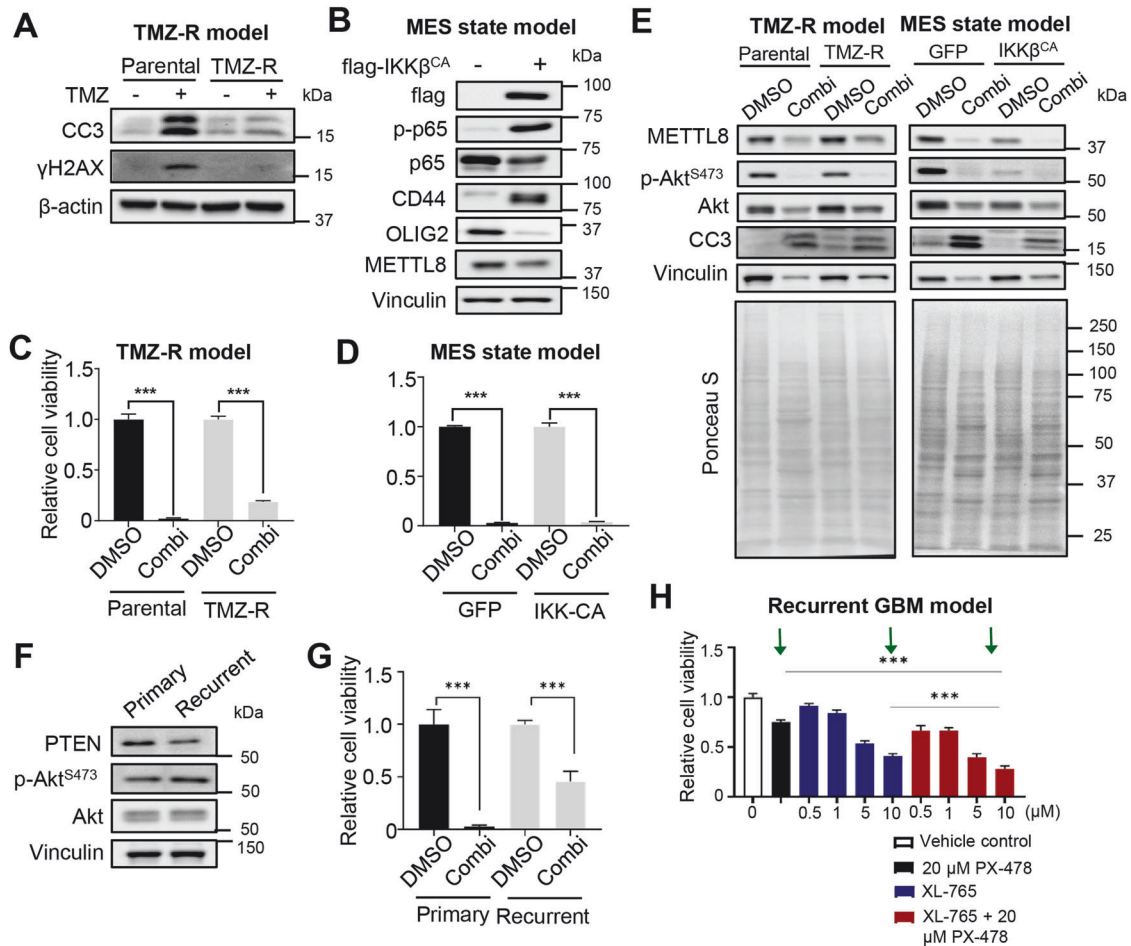 A
TMZ-R model
Parental TMZ-R
TMZ - + - + kDa
CC3 15
γH2AX 15
β-actin
37
B
MES state model
flag-IKKβCA - + kDa
100
flag
75
p-p65
75
p65
100
CD44
75
OLIG2 37
METTL8 37
150
Vinculin
C
TMZ-R model
Relative cell viability
1.5
1.0
0.5
0
*** ***
DMSO Combi DMSO Combi
Parental TMZ-R
D
MES state model
1.5
1.0
0.5
0
*** ***
DMSO Combi DMSO Combi
GFP IKK-CA
E
TMZ-R model MES state model
Parental TMZ-R GFP IKKβCA
DMSO Combi DMSO Combi DMSO Combi DMSO Combi kDa
METTL8 37
p-AktS473 50
Akt 50
CC3 15
Vinculin 150
Ponceau S
250
150
100
75
50
37
25
F
Primary Recurrent
kDa
PTEN
50
p-AktS473
50
Akt
50
150
Vinculin
G
Relative cell viability
1.5
1.0
0.5
0
*** ***
DMSO Combi DMSO Combi
Primary Recurrent
H
Recurrent GBM model
Relative cell viability
1.5
1.0
0.5
0
***
***
0 0.5 1 5 10 0.5 1 5 10 (μM)
Vehicle control
20 μM PX-478
XL-765
XL-765 + 20
μM PX-478